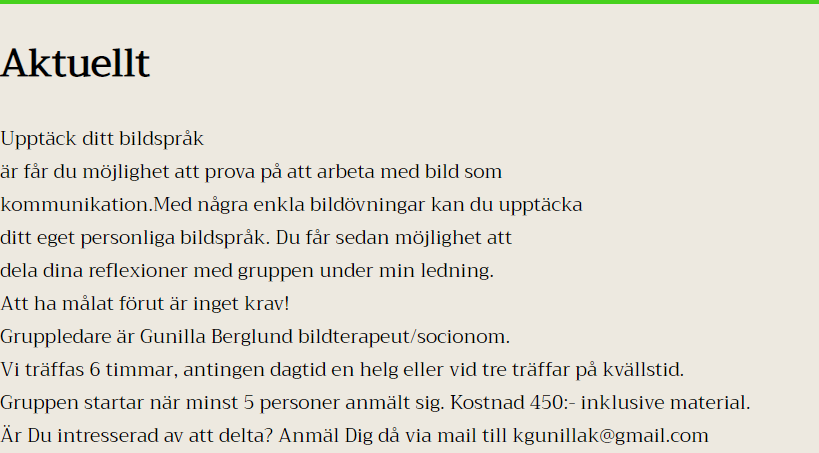 Aktuellt
Upptäck ditt bildspråk
är får du möjlighet att prova på att arbeta med bild som
kommunikation.Med några enkla bildövningar kan du upptäcka
ditt eget personliga bildspråk. Du får sedan möjlighet att
dela dina reflexioner med gruppen under min ledning.
Att ha målat förut är inget krav!
Gruppledare är Gunilla Berglund bildterapeut/socionom.
Vi träffas 6 timmar, antingen dagtid en helg eller vid tre träffar på kvällstid.
Gruppen startar när minst 5 personer anmält sig. Kostnad 450:- inklusive material.
Är Du intresserad av att delta? Anmäl Dig då via mail till kgunillak@gmail.com